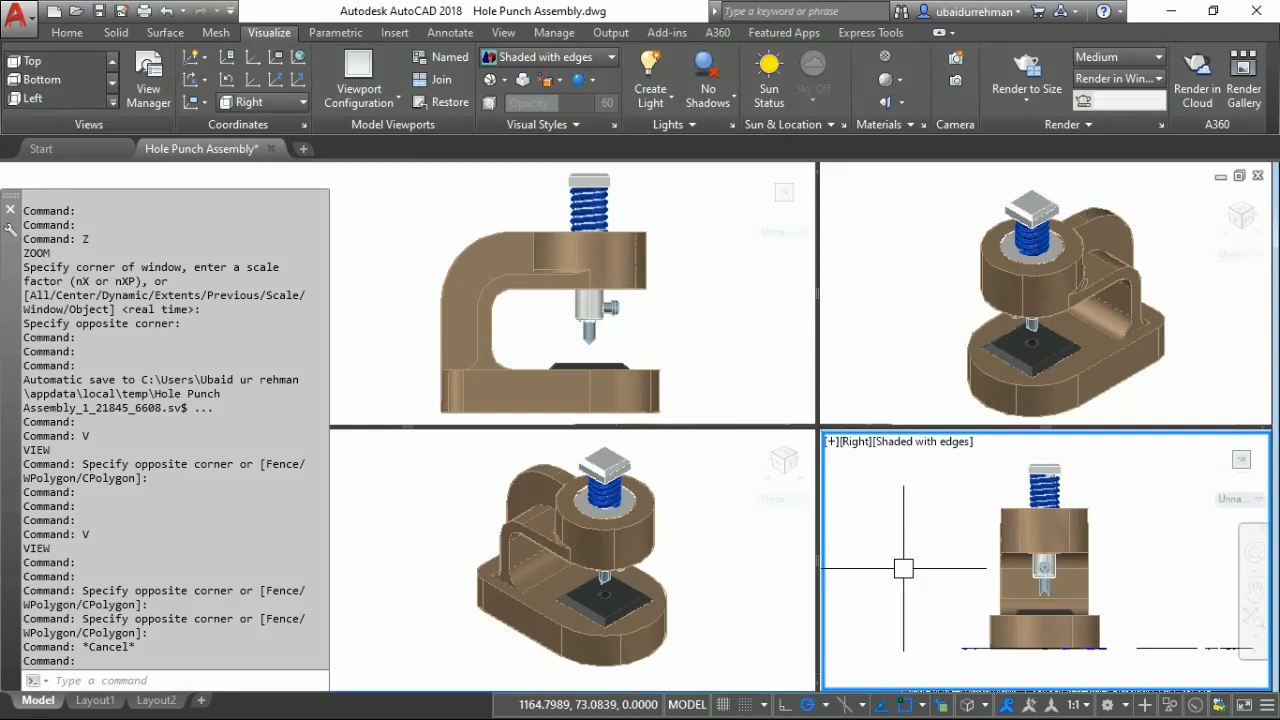 Autodesk AutoCAD 2018 Hole Punch Assembly.dwg
Type a keyword or phrase
ubaidurrehman
Home Solid Surface Mesh Visualize Parametric Insert Annotate View Manage Output Add-ins A360 Featured Apps Express Tools
Top
Bottom
Left
View
Manager
Views
Right
Coordinates
Viewport
Configuration
Named
Join
Restore
Model Viewports
Shaded with edges
Opacity 60
Visual Styles
Create
Light
No
Shadows
Lights
Sun
Status
Sky Off
Sun & Location
Materials
Camera
Render to Size
Medium
Render in Win...
Render
Render in
Cloud
Render
Gallery
A360
Start
Hole Punch Assembly*
Command:
Command:
Command: Z
ZOOM
Specify corner of window, enter a scale
factor (nX or nXP), or
[All/Center/Dynamic/Extents/Previous/Scale/
Window/Object] <real time>:
Specify opposite corner:
Command:
Command:
Command:
Automatic save to C:\Users\Ubaid ur rehman
\appdata\local\temp\Hole Punch
Assembly_1_21845_6608.sv$ ...
Command:
Command: V
VIEW
Command: Specify opposite corner or [Fence/
WPolygon/CPolygon]:
Command:
Command:
Command:
Command: V
VIEW
Command:
Command:
Command: Specify opposite corner or [Fence/
WPolygon/CPolygon]:
Command: Specify opposite corner or [Fence/
WPolygon/CPolygon]:
Command: *Cancel*
Command:
Type a command
[+][Right][Shaded with edges]
Unna...
Model Layout1 Layout2 +
1164.7989, 73.0839, 0.0000 MODEL
1:1